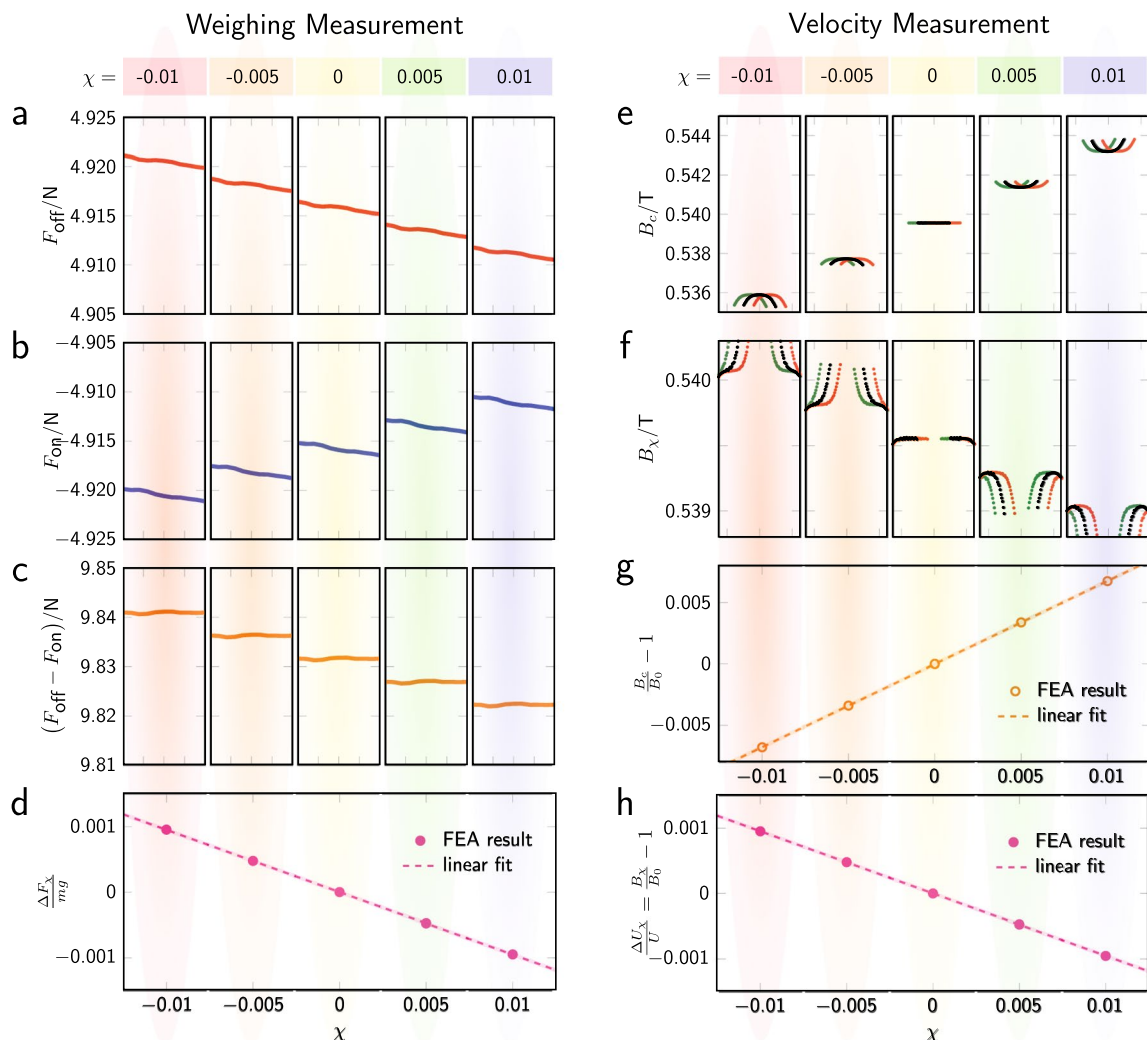 Weighing Measurement
χ = -0.01 -0.005 0 0.005 0.01
a
4.925
4.920
4.915
4.910
4.905
F_off/N
b
−4.905
−4.910
−4.915
−4.920
−4.925
F_on/N
c
9.85
9.84
9.83
9.82
9.81
(F_off − F_on)/N
d
0.001
0
−0.001
ΔF_χ/mg
FEA result
linear fit
−0.01 −0.005 0 0.005 0.01
χ
Velocity Measurement
χ = -0.01 -0.005 0 0.005 0.01
e
0.544
0.542
0.540
0.538
0.536
B_c/T
f
0.540
0.539
B_χ/T
g
0.005
0
−0.005
B_c/B_0 − 1
FEA result
linear fit
−0.01 −0.005 0 0.005 0.01
h
0.001
0
−0.001
ΔU_χ/U = B_χ/B_0 − 1
FEA result
linear fit
−0.01 −0.005 0 0.005 0.01
χ